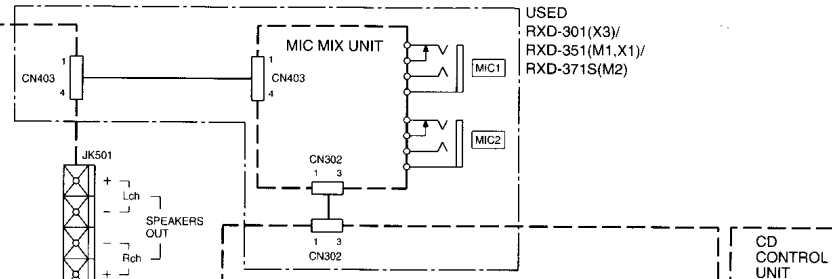 USED
RXD-301(X3)/
RXD-351(M1,X1)/
RXD-371S(M2)
MIC MIX UNIT
1
CN403
4
1
CN403
4
MIC1
MIC2
CN302
1 3
1 3
CN302
JK501
+
Lch
-
SPEAKERS
OUT
-
Rch
+
CD
CONTROL
UNIT